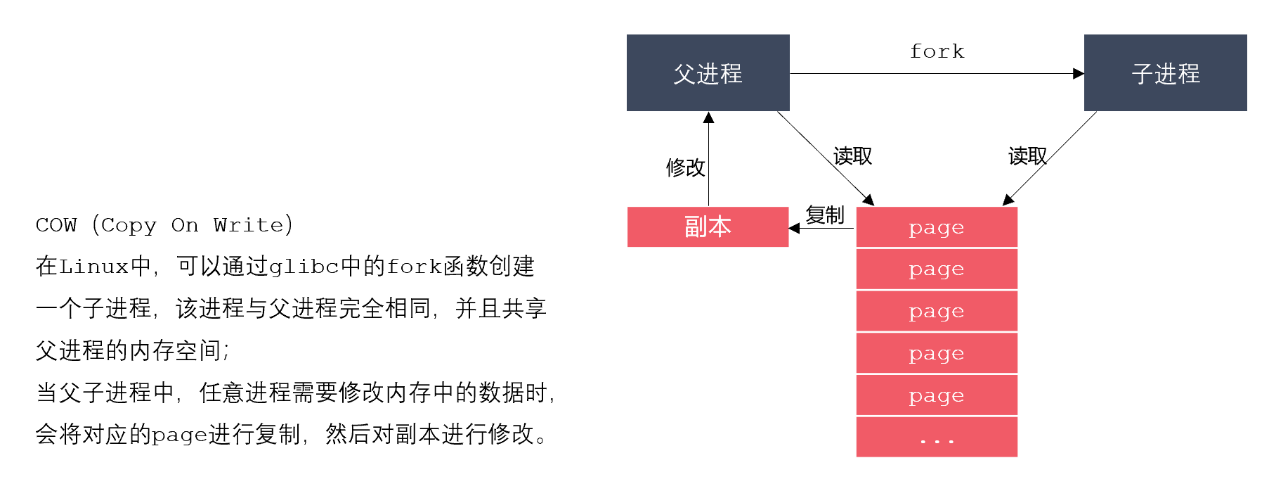 COW（Copy On Write）
在Linux中，可以通过glibc中的fork函数创建
一个子进程，该进程与父进程完全相同，并且共享
父进程的内存空间；
当父子进程中，任意进程需要修改内存中的数据时，
会将对应的page进行复制，然后对副本进行修改。
fork
父进程
子进程
修改
读取
读取
副本
复制
page
page
page
page
page
...